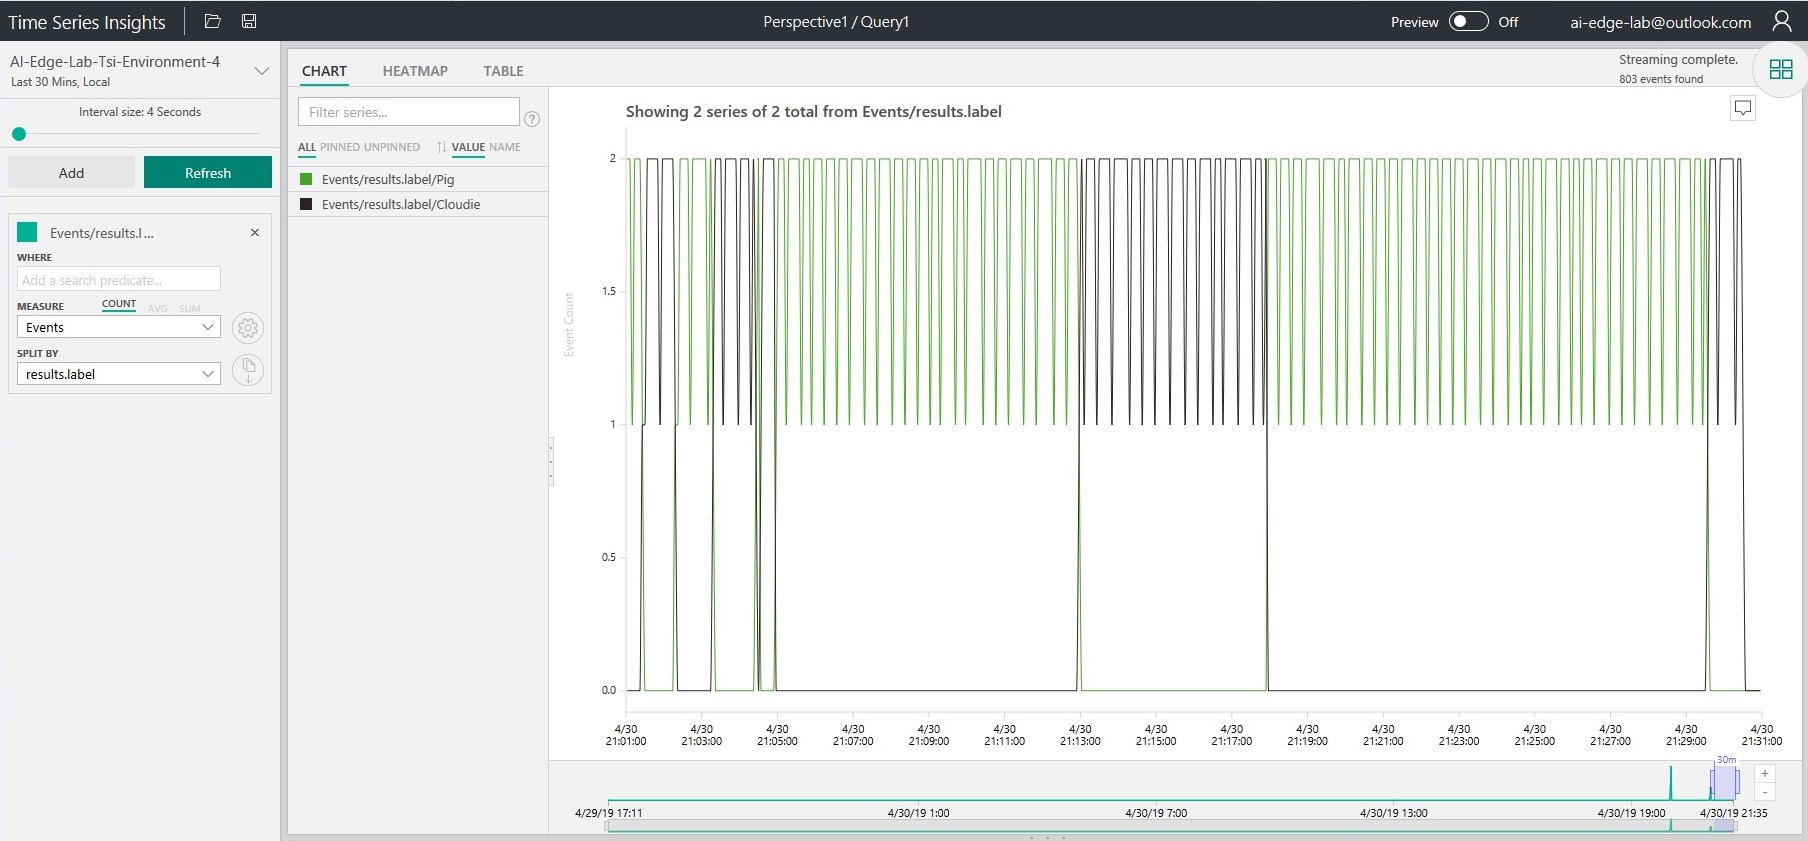 Time Series Insights
Perspective1 / Query1
Preview Off
ai-edge-lab@outlook.com
AI-Edge-Lab-Tsi-Environment-4
Last 30 Mins, Local
Interval size: 4 Seconds
Add Refresh
Events/results.l ... ×
WHERE
Add a search predicate...
MEASURE COUNT AVG SUM
Events
SPLIT BY
results.label
CHART HEATMAP TABLE
Streaming complete.
803 events found
Filter series... ?
ALL PINNED UNPINNED VALUE NAME
Events/results.label/Pig
Events/results.label/Cloudie
Showing 2 series of 2 total from Events/results.label
Event Count
2
1.5
1
0.5
0.0
4/30 4/30 4/30 4/30 4/30 4/30 4/30 4/30 4/30 4/30 4/30 4/30 4/30 4/30 4/30 4/30
21:01:00 21:03:00 21:05:00 21:07:00 21:09:00 21:11:00 21:13:00 21:15:00 21:17:00 21:19:00 21:21:00 21:23:00 21:25:00 21:27:00 21:29:00 21:31:00
30m
+
-
4/29/19 17:11 4/30/19 1:00 4/30/19 7:00 4/30/19 13:00 4/30/19 19:00 4/30/19 21:35